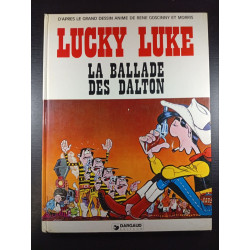 D'APRÈS LE GRAND DESSIN ANIMÉ DE RENÉ GOSCINNY ET MORRIS
LUCKY LUKE
LA BALLADE
DES DALTON
DARGAUD